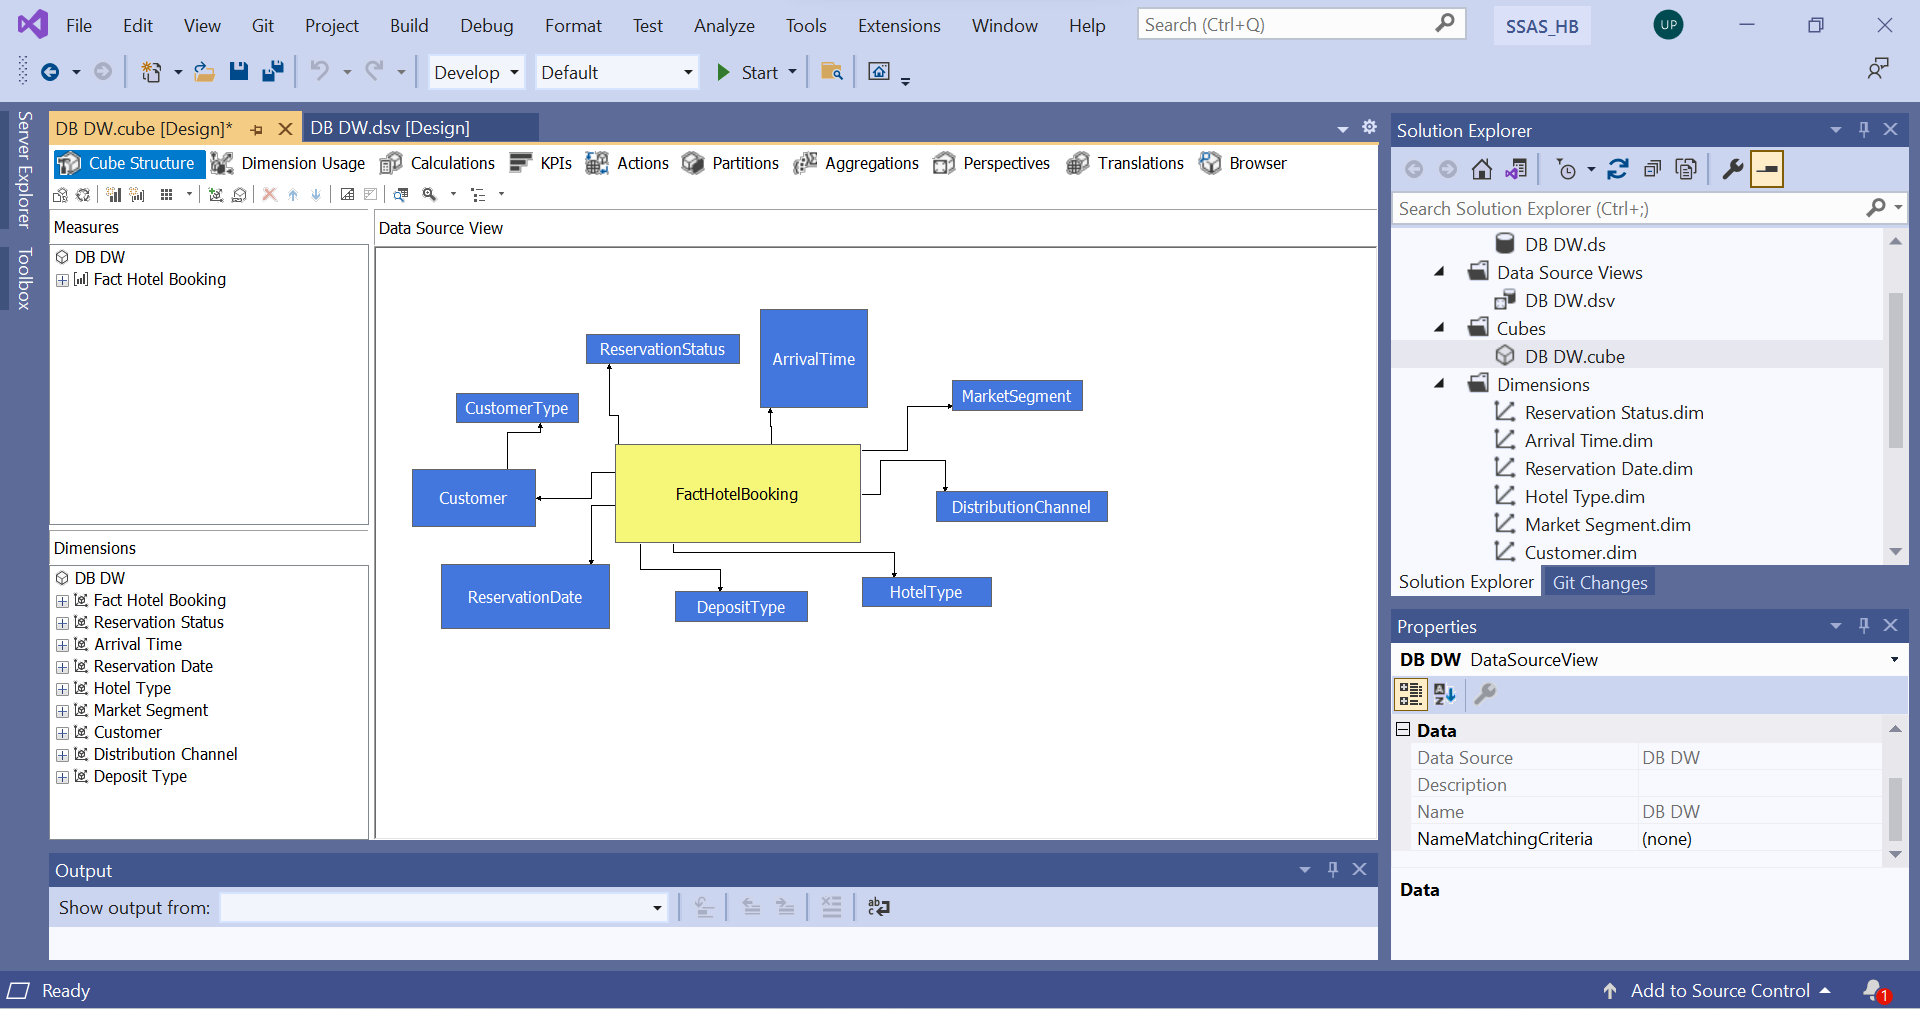 File Edit View Git Project Build Debug Format Test Analyze Tools Extensions Window Help Search (Ctrl+Q) SSAS_HB UP
Develop Default Start
Server Explorer
Toolbox
DB DW.cube [Design]* DB DW.dsv [Design]
Cube Structure Dimension Usage Calculations KPIs Actions Partitions Aggregations Perspectives Translations Browser
Measures
DB DW
Fact Hotel Booking
Dimensions
DB DW
Fact Hotel Booking
Reservation Status
Arrival Time
Reservation Date
Hotel Type
Market Segment
Customer
Distribution Channel
Deposit Type
Data Source View
ReservationStatus
ArrivalTime
MarketSegment
CustomerType
Customer
FactHotelBooking
DistributionChannel
ReservationDate
DepositType
HotelType
Output
Show output from:
Solution Explorer
Search Solution Explorer (Ctrl+;)
DB DW.ds
Data Source Views
DB DW.dsv
Cubes
DB DW.cube
Dimensions
Reservation Status.dim
Arrival Time.dim
Reservation Date.dim
Hotel Type.dim
Market Segment.dim
Customer.dim
Solution Explorer Git Changes
Properties
DB DW DataSourceView
Data
Data Source DB DW
Description
Name DB DW
NameMatchingCriteria (none)
Data
Ready Add to Source Control 1